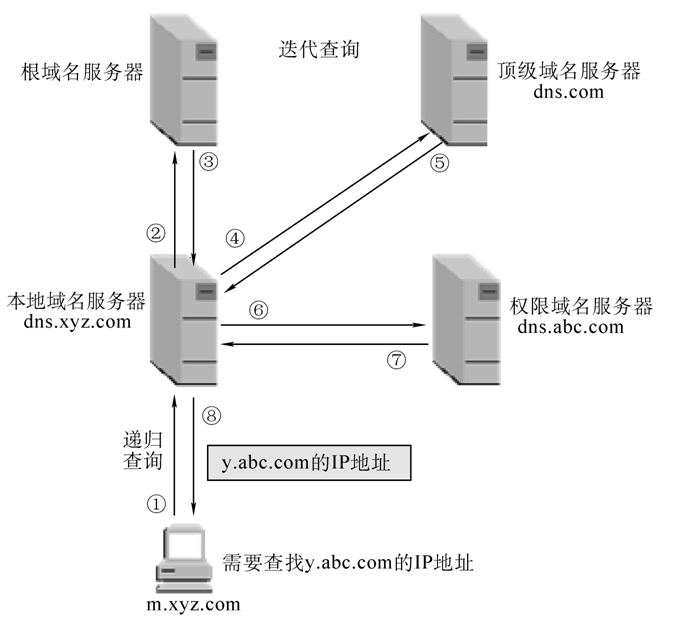 迭代查询
根域名服务器
顶级域名服务器
dns.com
③
⑤
②
④
本地域名服务器
dns.xyz.com
⑥
权限域名服务器
dns.abc.com
⑦
⑧
递归
查询
y.abc.com的IP地址
①
需要查找y.abc.com的IP地址
m.xyz.com